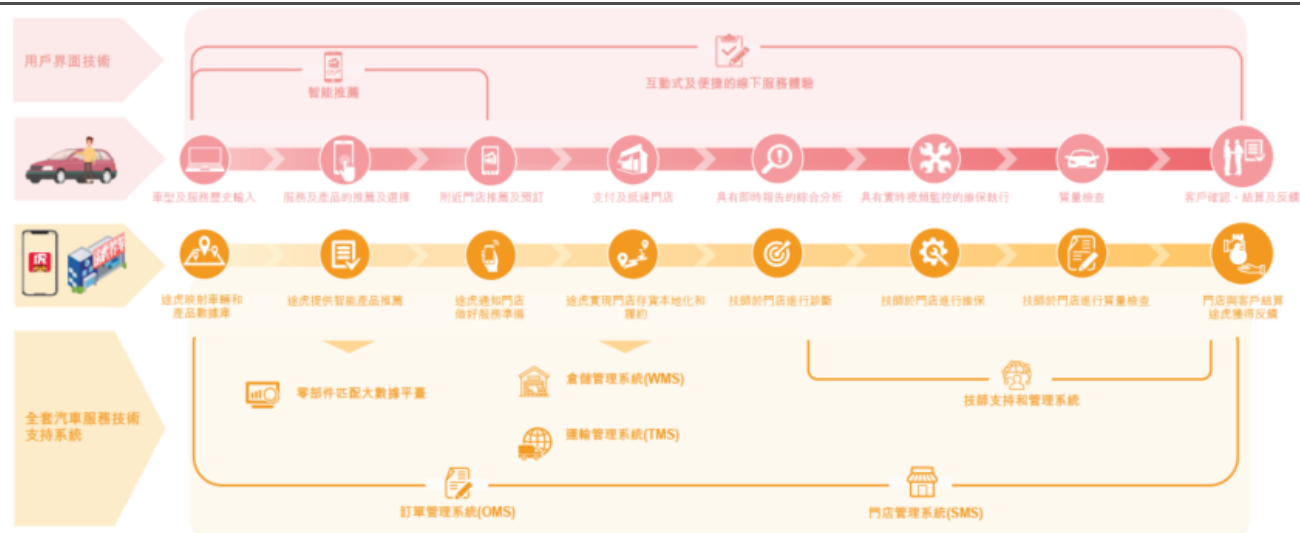 用戶界面技術
智能推薦
互動式及便捷的線下服務體驗
車型及服務歷史輸入
服務及產品的推薦及選擇
附近門店推薦及預訂
支付及抵達門店
具有即時報告的綜合分析
具有實時視頻監控的維保執行
質量檢查
客戶確認、結算及反饋
途虎映射車輛和
產品數據庫
途虎提供智能產品推薦
途虎通知門店
做好服務準備
途虎實現門店存貨本地化和
履約
技師於門店進行診斷
技師於門店進行維保
技師於門店進行質量檢查
門店與客戶結算
途虎獲得反饋
全套汽車服務技術
支持系統
零部件匹配大數據平臺
倉儲管理系統(WMS)
運輸管理系統(TMS)
技師支持和管理系統
訂單管理系統(OMS)
門店管理系統(SMS)